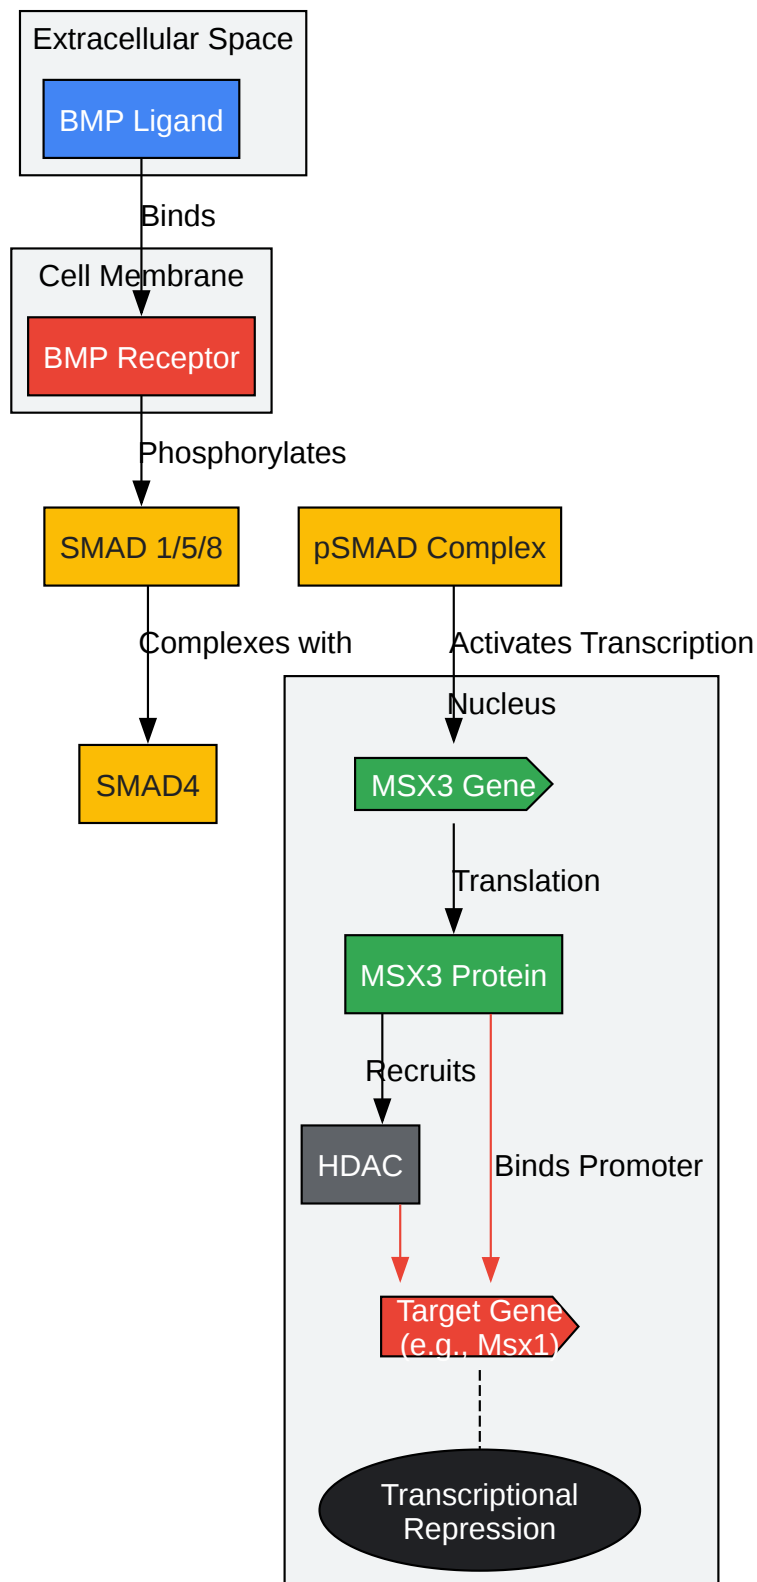 Extracellular Space
BMP Ligand
Binds
Cell Membrane
BMP Receptor
Phosphorylates
SMAD 1/5/8
pSMAD Complex
Complexes with
Activates Transcription
Nucleus
SMAD4
MSX3 Gene
Translation
MSX3 Protein
Recruits
HDAC
Binds Promoter
Target Gene
(e.g., Msx1)
Transcriptional
Repression